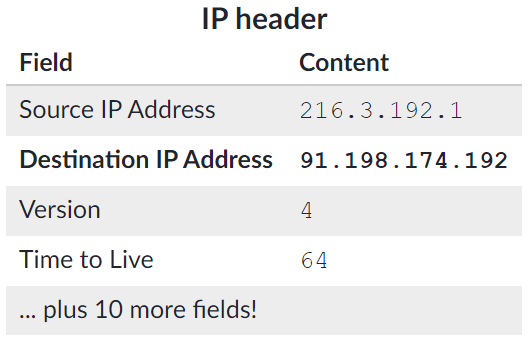 IP header
Field Content
Source IP Address 216.3.192.1
Destination IP Address 91.198.174.192
Version 4
Time to Live 64
... plus 10 more fields!